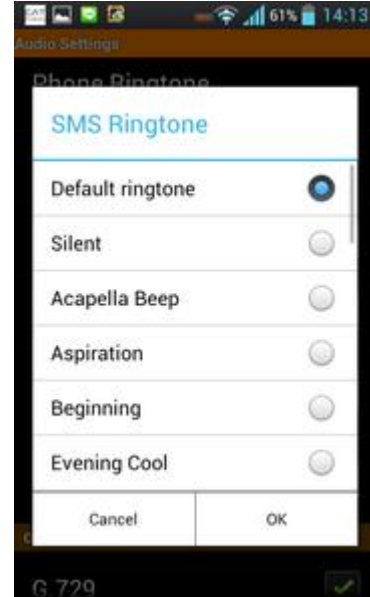 CAT
61% 14:13
Audio Settings
Phone Ringtone
SMS Ringtone
Default ringtone
Silent
Acapella Beep
Aspiration
Beginning
Evening Cool
Cancel OK
G 729